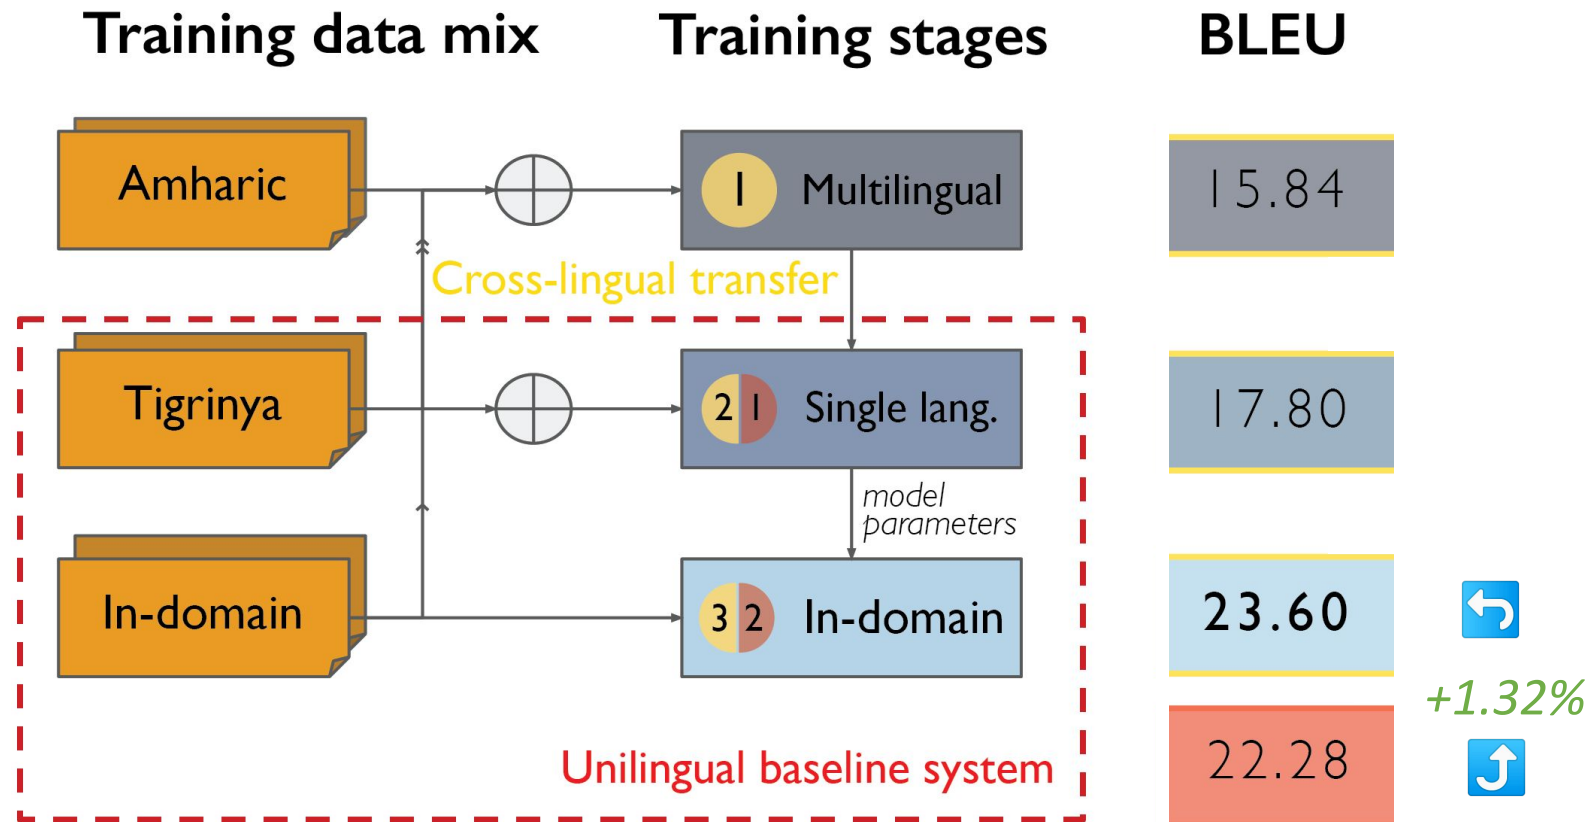 Training data mix
Training stages
BLEU
Amharic
1 Multilingual
15.84
Cross-lingual transfer
Tigrinya
2 1 Single lang.
17.80
model
parameters
In-domain
3 2 In-domain
23.60
+1.32%
Unilingual baseline system
22.28